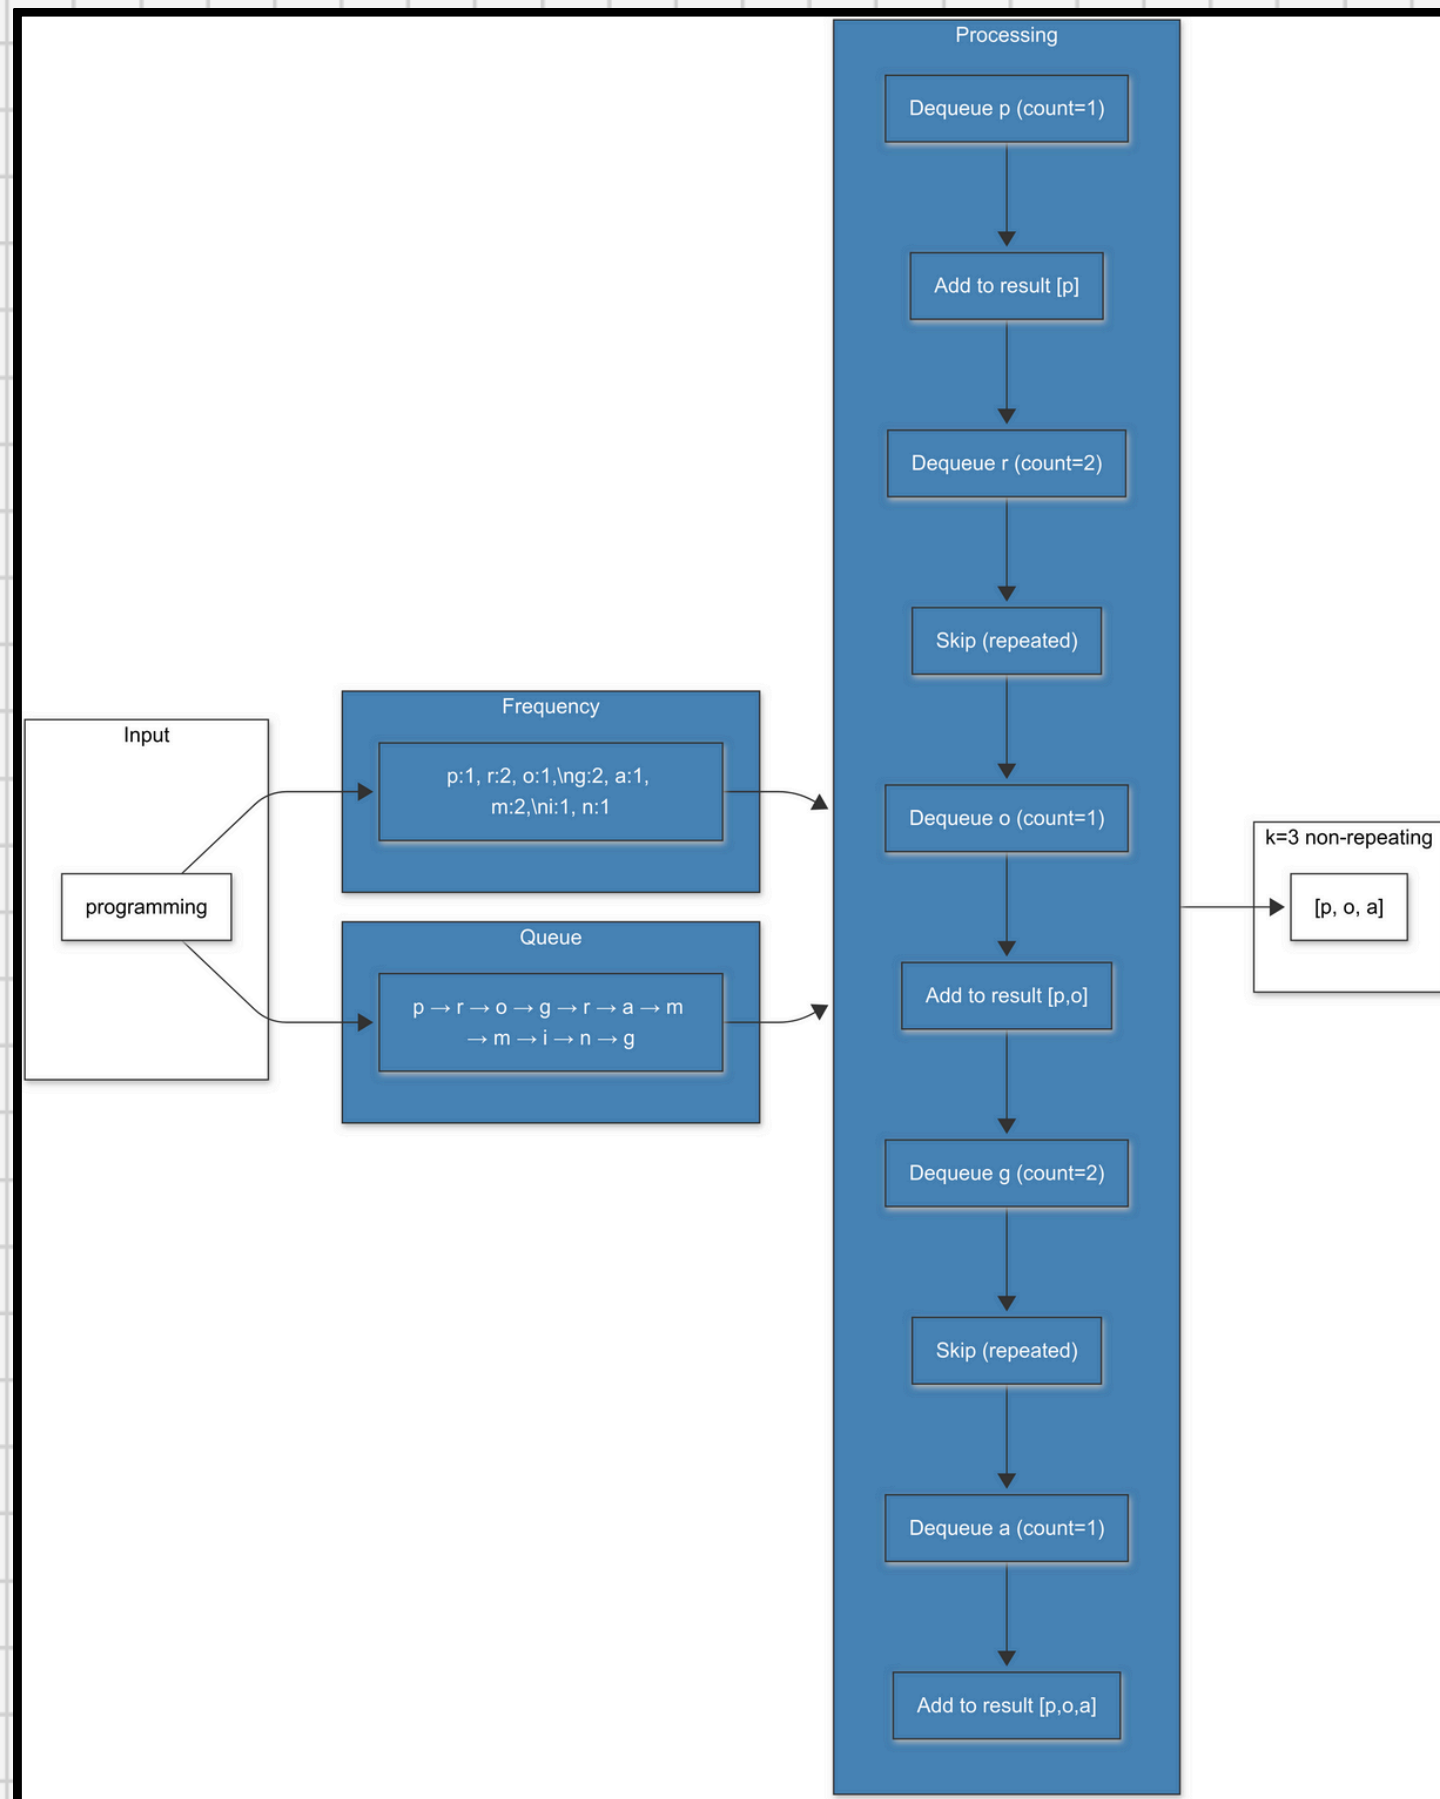 Input
programming
Frequency
p:1, r:2, o:1,\ng:2, a:1,
m:2,\ni:1, n:1
Queue
p → r → o → g → r → a → m
→ m → i → n → g
Processing
Dequeue p (count=1)
Add to result [p]
Dequeue r (count=2)
Skip (repeated)
Dequeue o (count=1)
Add to result [p,o]
Dequeue g (count=2)
Skip (repeated)
Dequeue a (count=1)
Add to result [p,o,a]
k=3 non-repeating
[p, o, a]